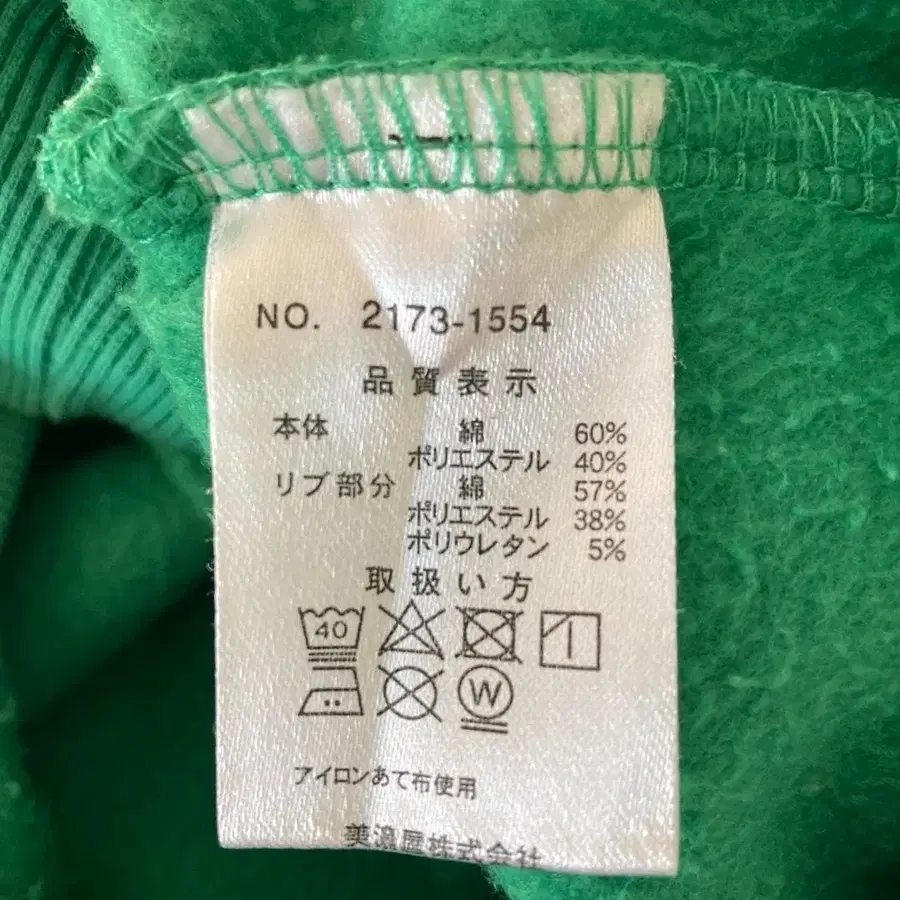 NO. 2173-1554
品質表示
本体 綿 60%
ポリエステル 40%
リブ部分 綿 57%
ポリエステル 38%
ポリウレタン 5%
取扱い方
40
W
アイロンあて布使用
美浪屋株式会社